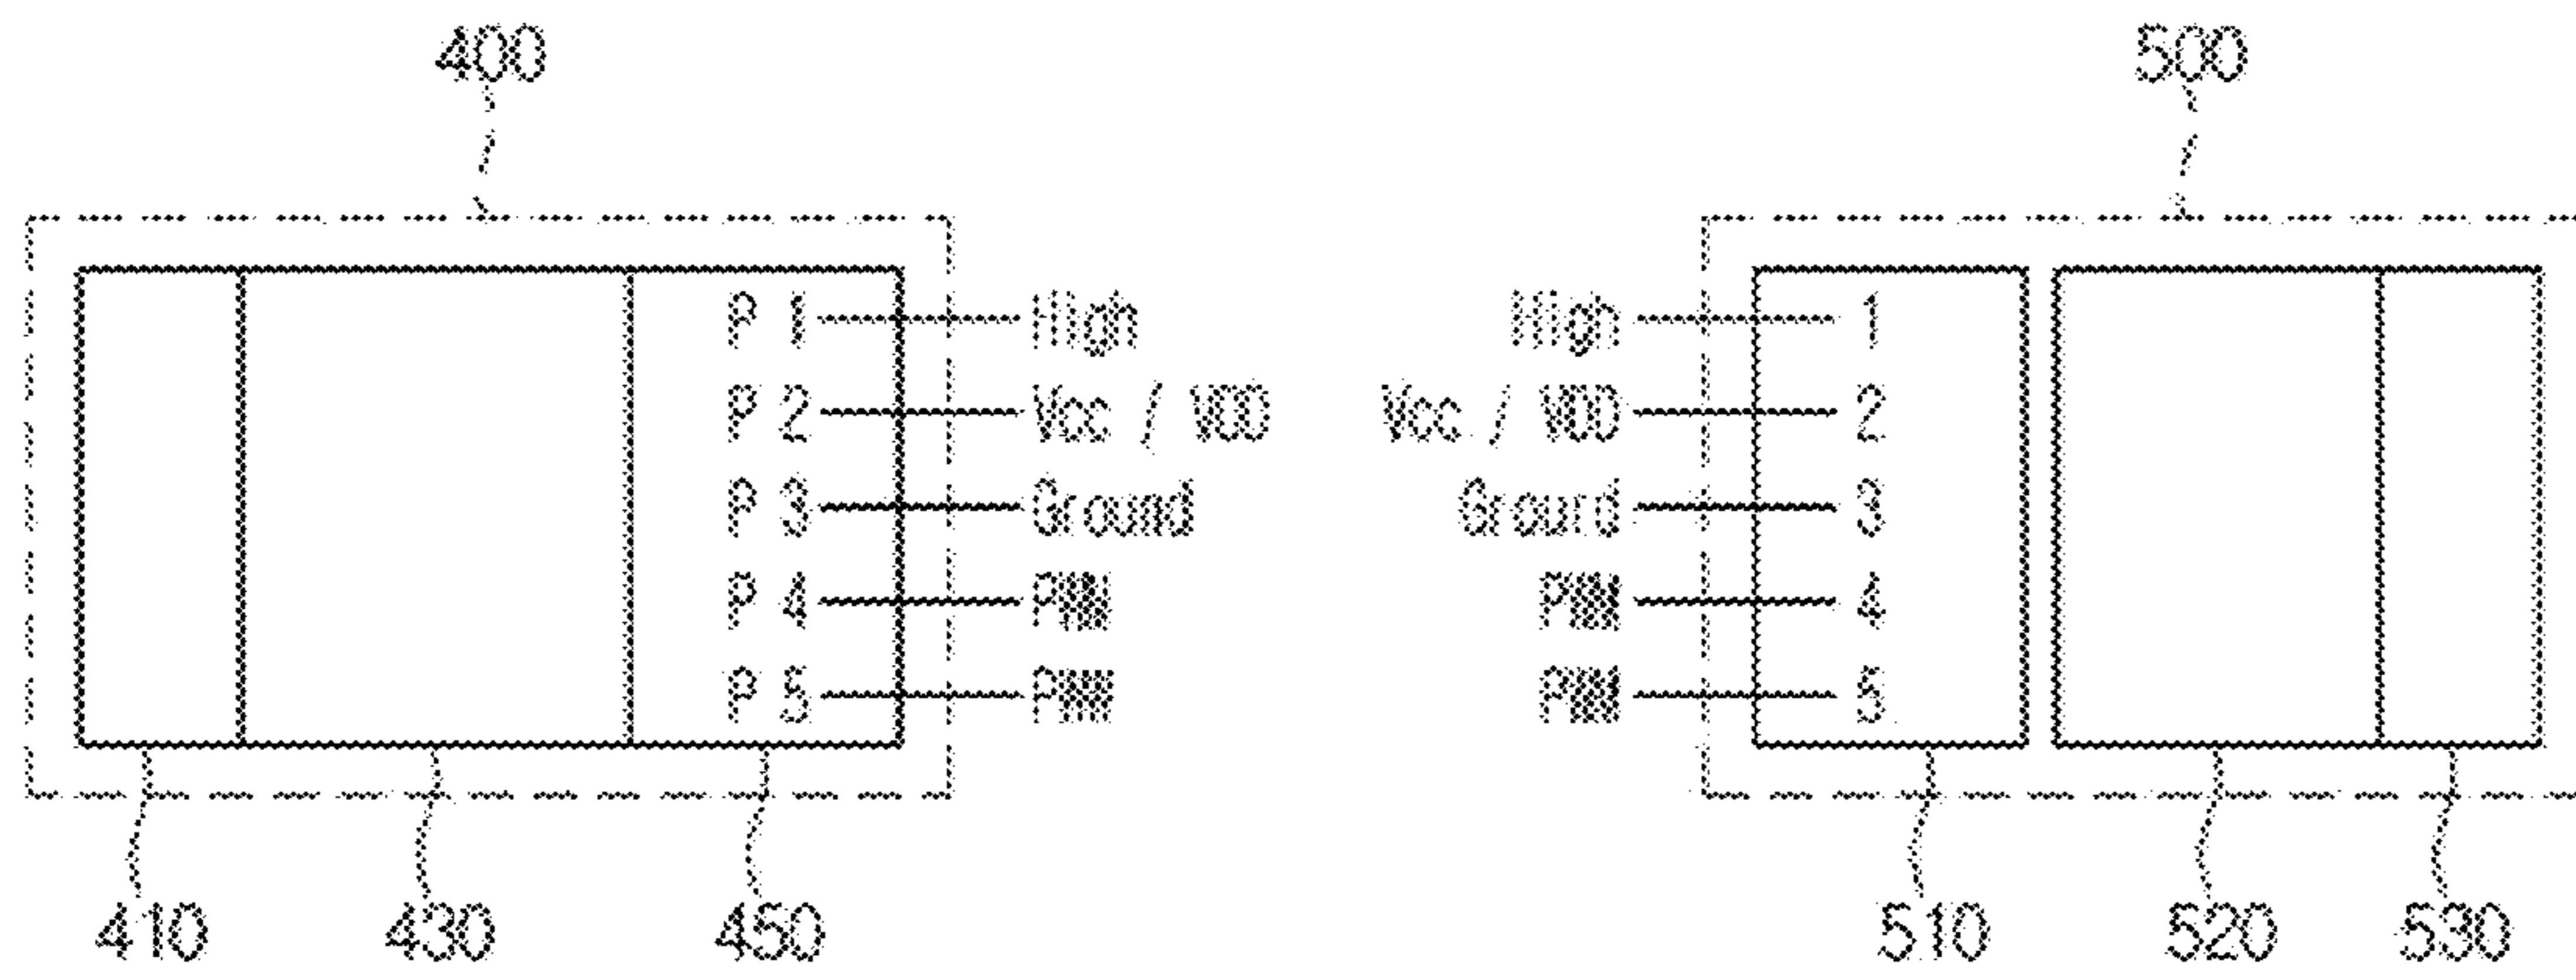 400 500
P 1 High High 1
P 2 Vcc / VDD Vcc / VDD 2
P 3 Ground Ground 3
P 4 PWM PWM 4
P 5 PWM PWM 5
410 430 450 510 520 530